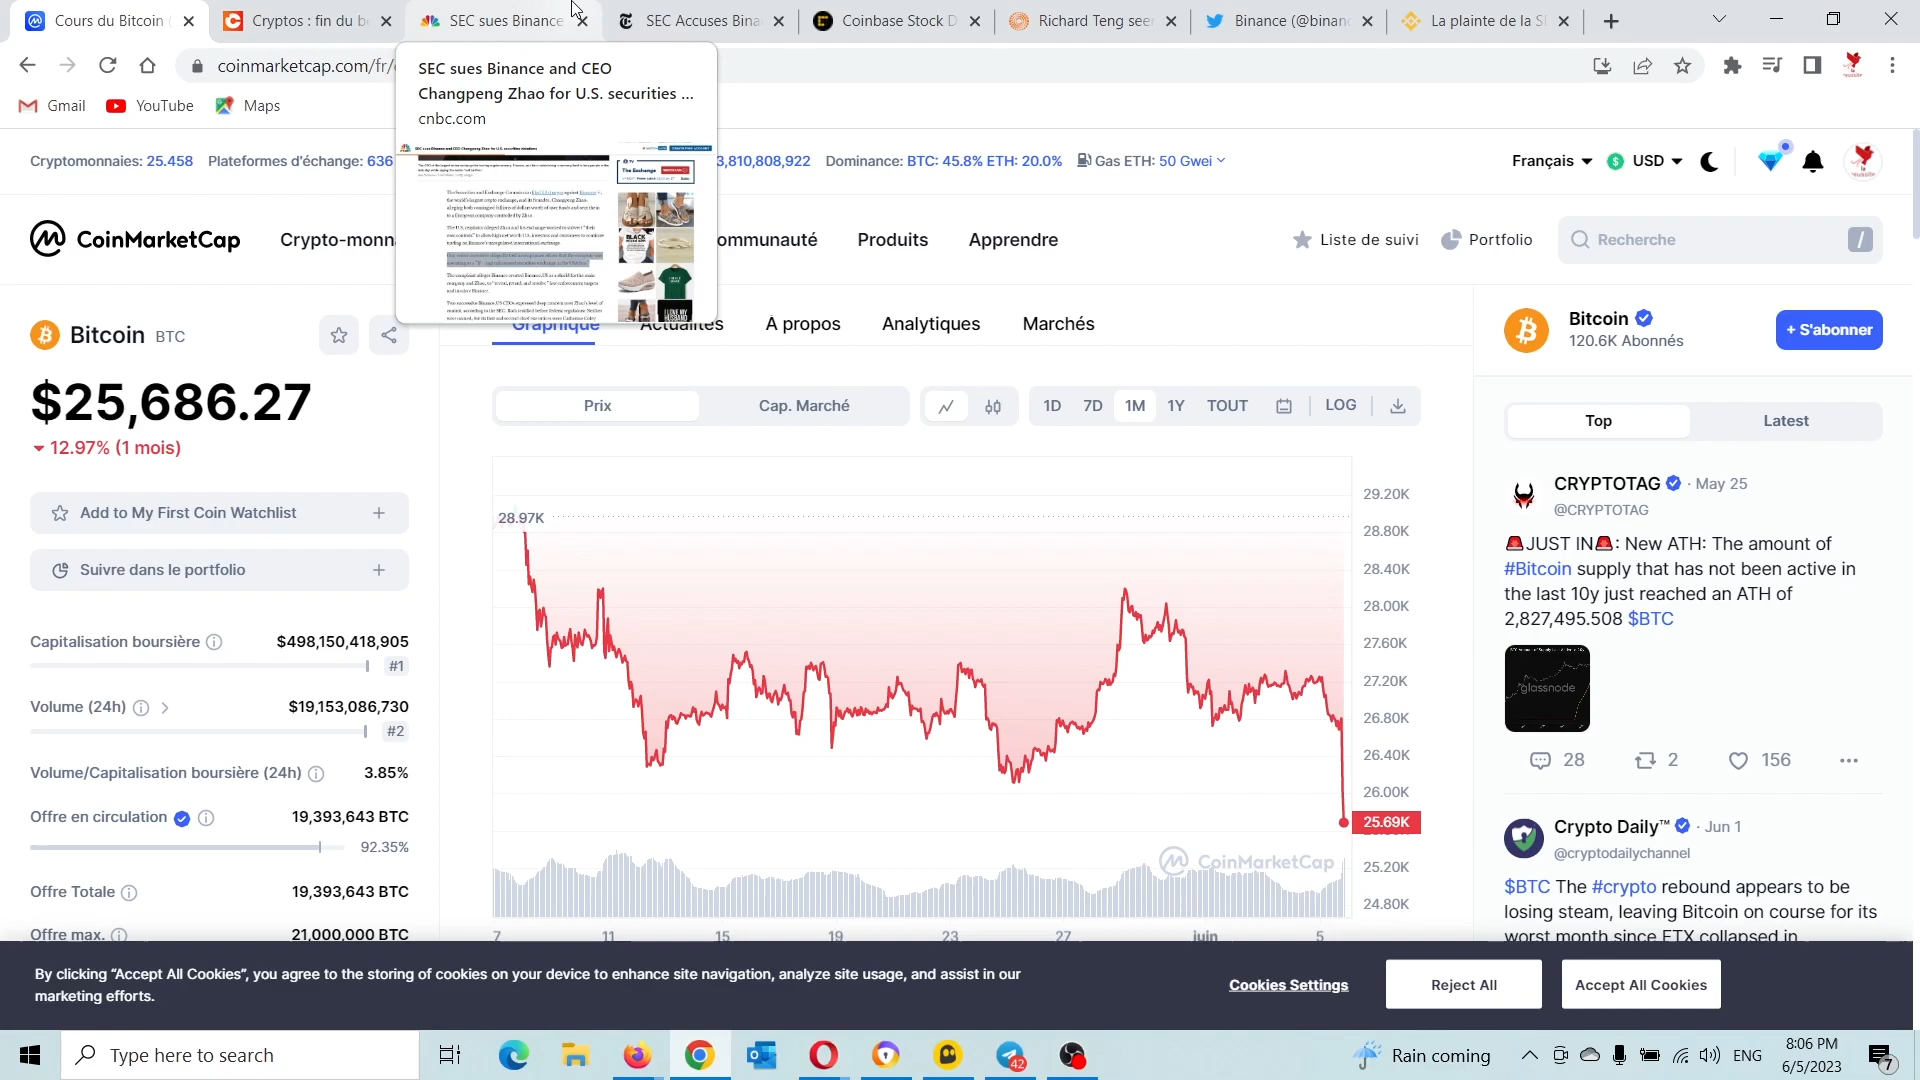 Cours du Bitcoin
Cryptos : fin du b
SEC sues Binance
SEC Accuses Bina
Coinbase Stock D
Richard Teng seen
Binance (@binanc
La plainte de la S
coinmarketcap.com/fr/
Gmail
YouTube
Maps
SEC sues Binance and CEO
Changpeng Zhao for U.S. securities ...
cnbc.com
Cryptomonnaies: 25.458
Plateformes d'échange: 636
3,810,808,922
Dominance: BTC: 45.8% ETH: 20.0%
Gas ETH: 50 Gwei
Français
USD
CoinMarketCap
Crypto-monn
ommunauté
Produits
Apprendre
Liste de suivi
Portfolio
Recherche
/
Bitcoin BTC
Graphique
Actualités
À propos
Analytiques
Marchés
Bitcoin
120.6K Abonnés
+ S'abonner
$25,686.27
12.97% (1 mois)
Prix
Cap. Marché
1D
7D
1M
1Y
TOUT
LOG
Top
Latest
Add to My First Coin Watchlist
+
Suivre dans le portfolio
+
Capitalisation boursière
$498,150,418,905
#1
Volume (24h)
$19,153,086,730
#2
Volume/Capitalisation boursière (24h)
3.85%
Offre en circulation
19,393,643 BTC
92.35%
Offre Totale
19,393,643 BTC
Offre max.
21,000,000 BTC
28.97K
29.20K
28.80K
28.40K
28.00K
27.60K
27.20K
26.80K
26.40K
26.00K
25.69K
25.20K
24.80K
CoinMarketCap
7
11
15
19
23
27
juin
5
CRYPTOTAG · May 25
@CRYPTOTAG
🚨JUST IN🚨: New ATH: The amount of
#Bitcoin supply that has not been active in
the last 10y just reached an ATH of
2,827,495.508 $BTC
glassnode
28
2
156
Crypto Daily™ · Jun 1
@cryptodailychannel
$BTC The #crypto rebound appears to be
losing steam, leaving Bitcoin on course for its
worst month since FTX collapsed in
By clicking “Accept All Cookies”, you agree to the storing of cookies on your device to enhance site navigation, analyze site usage, and assist in our
marketing efforts.
Cookies Settings
Reject All
Accept All Cookies
Type here to search
42
Rain coming
ENG
8:06 PM
6/5/2023
7